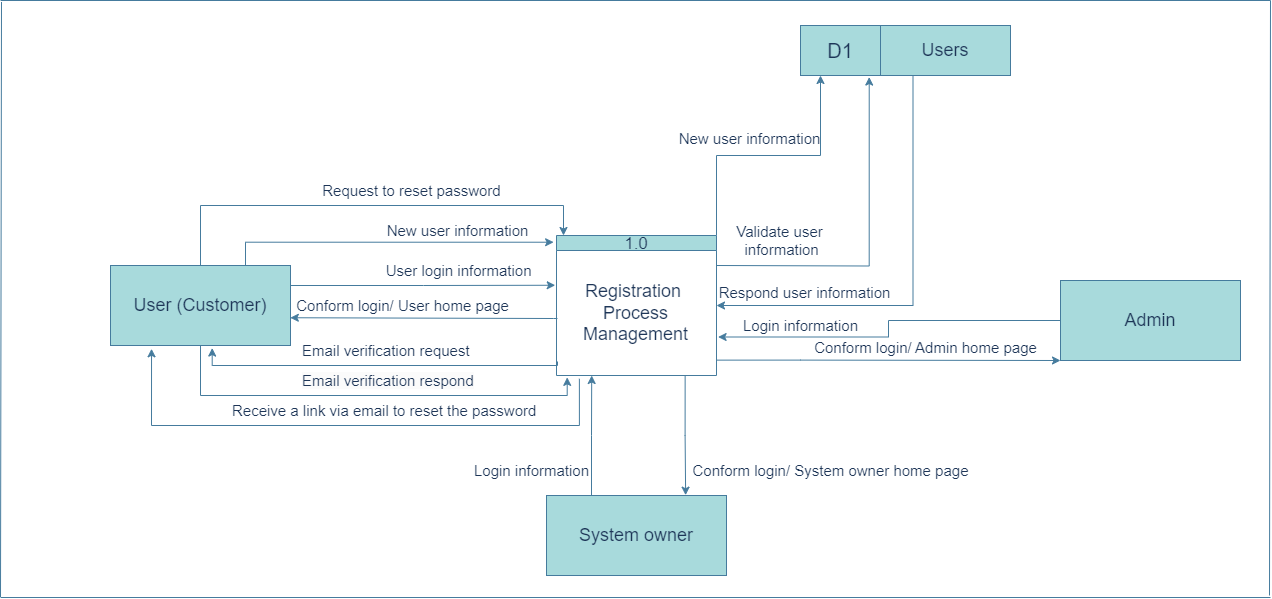 D1
Users
New user information
Request to reset password
New user information
1.0
Validate user
information
User login information
Registration
Process
Management
Respond user information
User (Customer)
Conform login/ User home page
Login information
Admin
Conform login/ Admin home page
Email verification request
Email verification respond
Receive a link via email to reset the password
Login information
Conform login/ System owner home page
System owner